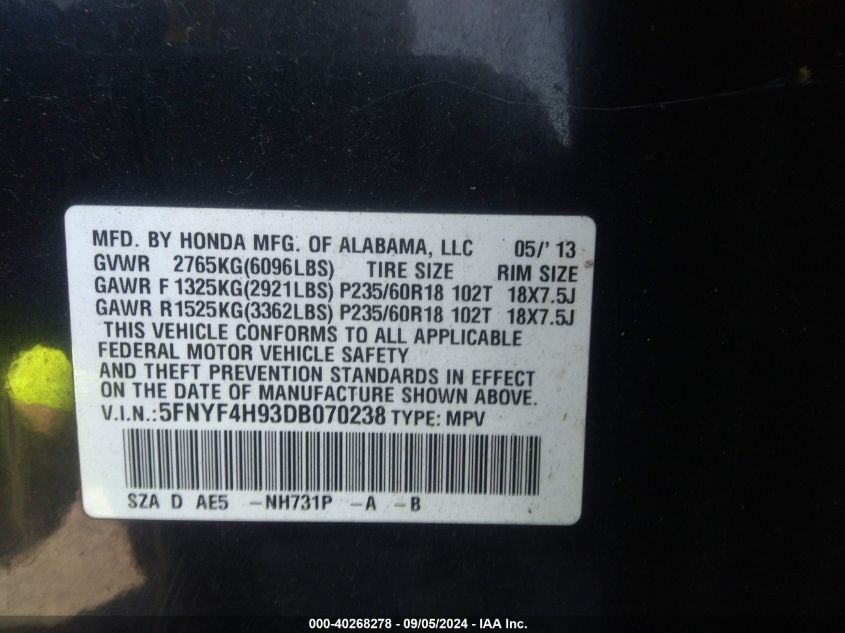 MFD. BY HONDA MFG. OF ALABAMA, LLC 05/' 13
GVWR 2765KG(6096LBS) TIRE SIZE RIM SIZE
GAWR F 1325KG(2921LBS) P235/60R18 102T 18X7.5J
GAWR R1525KG(3362LBS) P235/60R18 102T 18X7.5J
THIS VEHICLE CONFORMS TO ALL APPLICABLE
FEDERAL MOTOR VEHICLE SAFETY
AND THEFT PREVENTION STANDARDS IN EFFECT
ON THE DATE OF MANUFACTURE SHOWN ABOVE.
V.I.N.:5FNYF4H93DB070238 TYPE: MPV
SZA D AE5 -NH731P -A -B
000-40268278 - 09/05/2024 - IAA Inc.